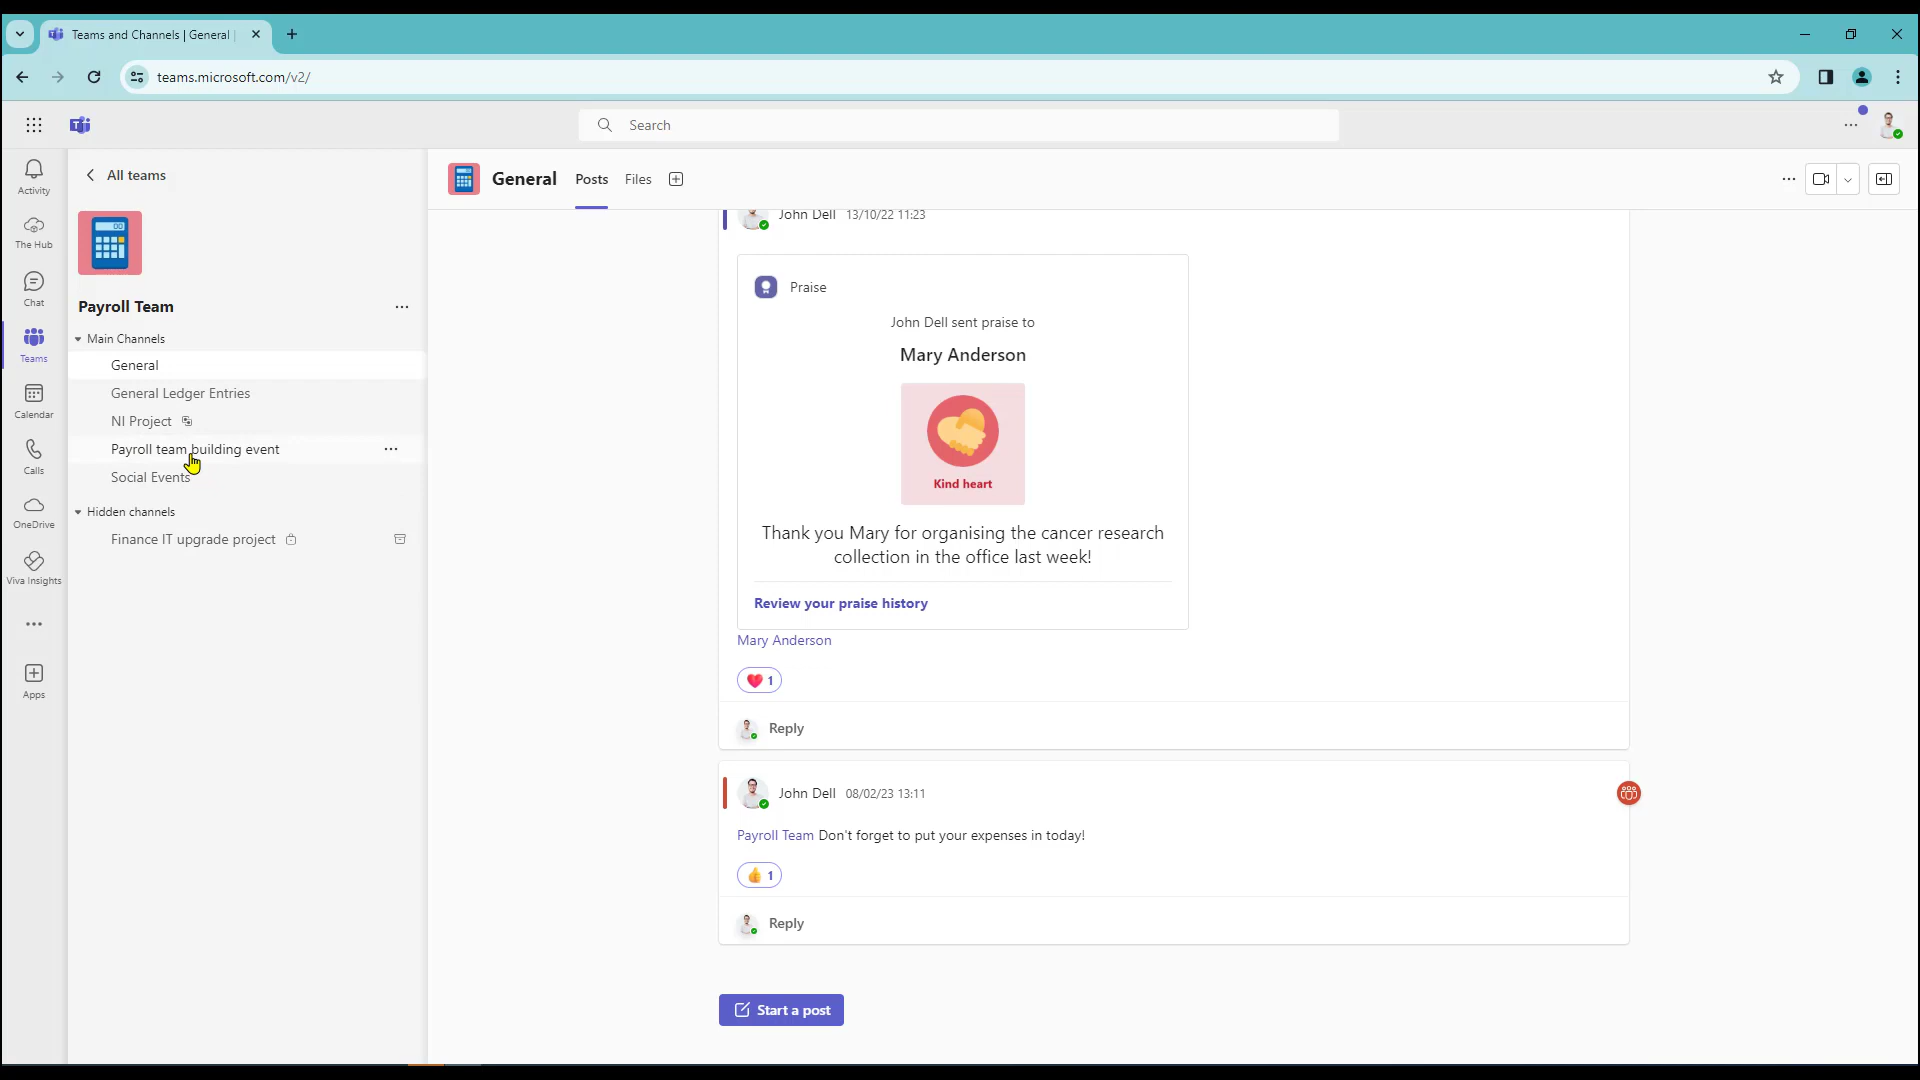 Teams and Channels | General |
teams.microsoft.com/v2/
Search
Activity
The Hub
Chat
Teams
Calendar
Calls
OneDrive
Viva Insights
Apps
All teams
Payroll Team
Main Channels
General
General Ledger Entries
NI Project
Payroll team building event
Social Events
Hidden channels
Finance IT upgrade project
General
Posts
Files
John Dell 13/10/22 11:23
Praise
John Dell sent praise to
Mary Anderson
Kind heart
Thank you Mary for organising the cancer research
collection in the office last week!
Review your praise history
Mary Anderson
1
Reply
John Dell 08/02/23 13:11
Payroll Team Don't forget to put your expenses in today!
1
Reply
Start a post